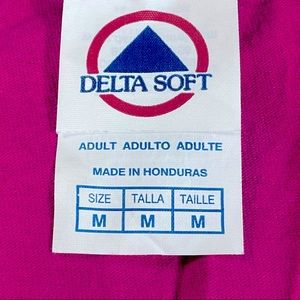 DELTA SOFT
ADULT ADULTO ADULTE
MADE IN HONDURAS
SIZE TALLA TAILLE
M M M